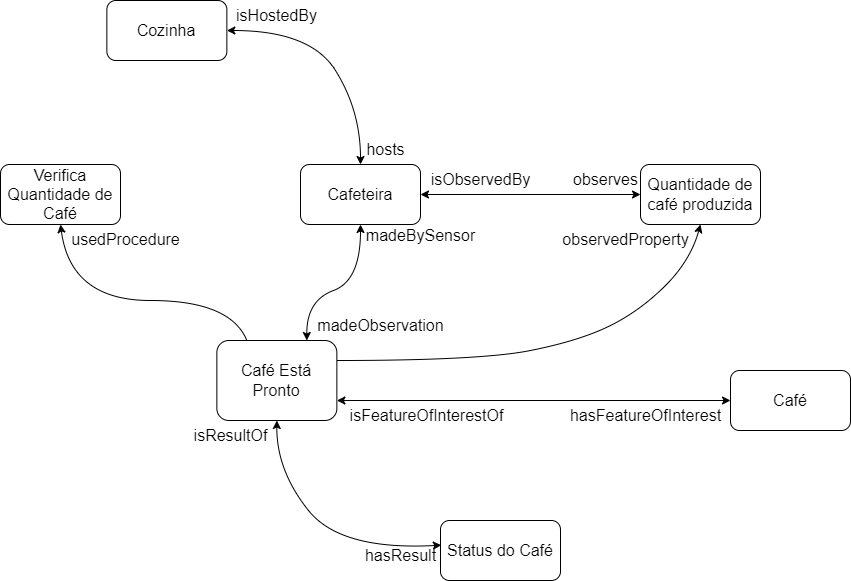 isHostedBy
Cozinha
hosts
Verifica
Quantidade de
Café
Cafeteira
isObservedBy
observes
Quantidade de
café produzida
usedProcedure
madeBySensor
observedProperty
madeObservation
Café Está
Pronto
isFeatureOfInterestOf
hasFeatureOfInterest
Café
isResultOf
hasResult
Status do Café